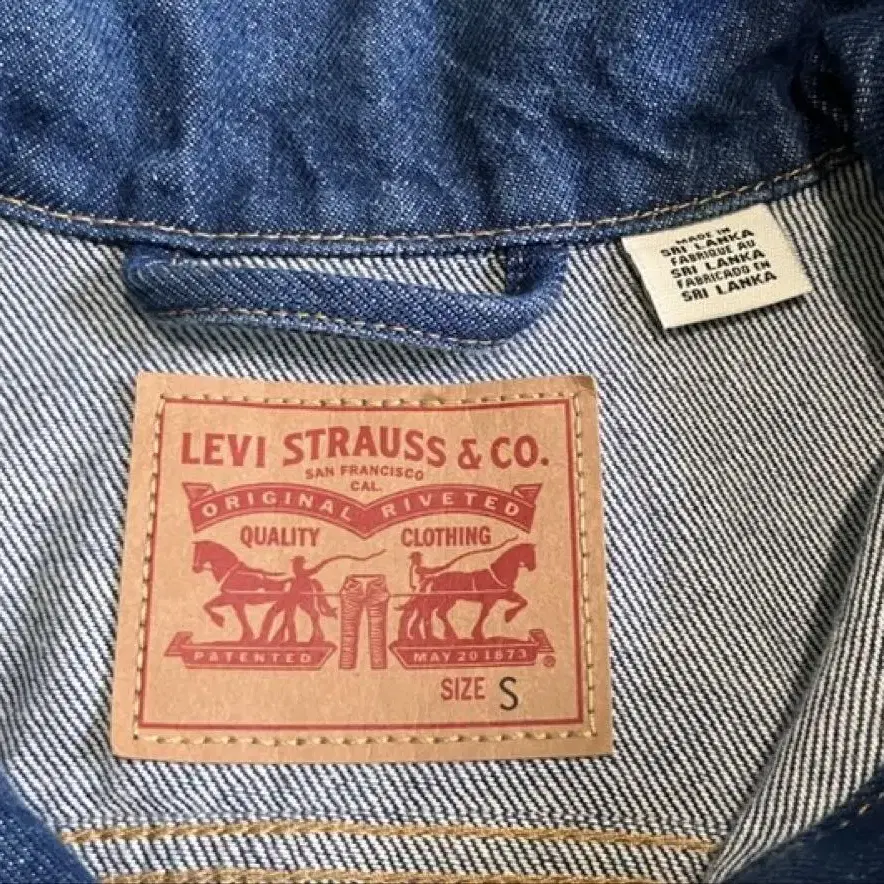 MADE IN
SRI LANKA
FABRIQUE AU
SRI LANKA
FABRICADO EN
SRI LANKA
LEVI STRAUSS & CO.
SAN FRANCISCO
CAL.
ORIGINAL RIVETED
QUALITY CLOTHING
PATENTED MAY 20 1873 ®
SIZE S